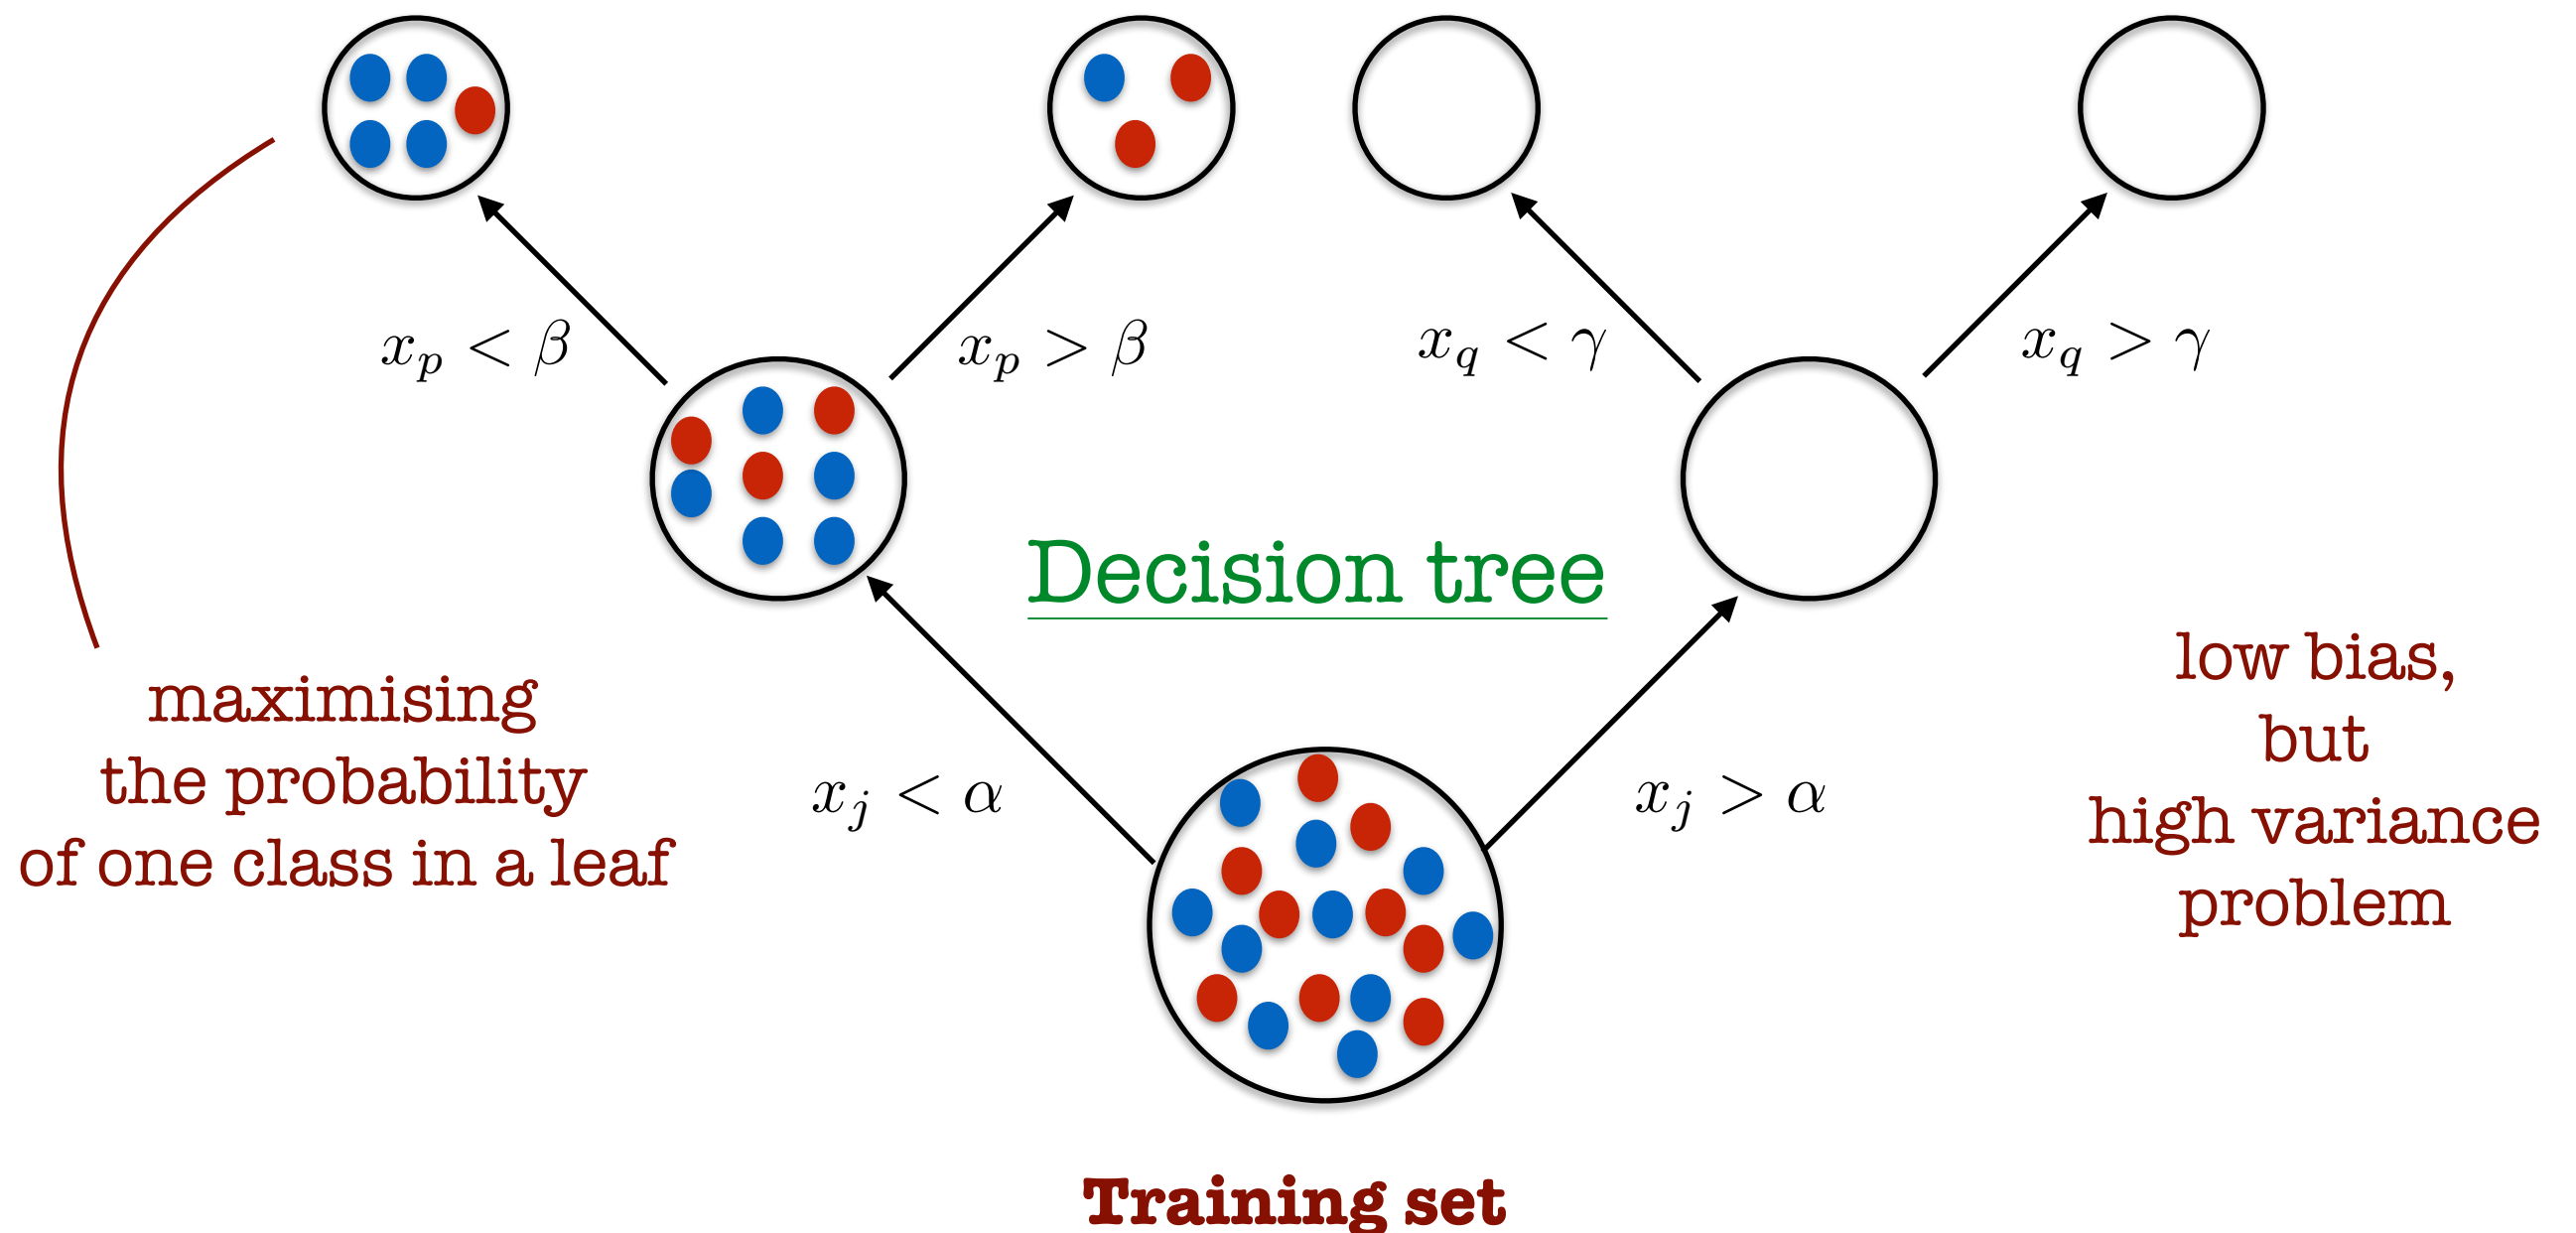 x_p < β
x_p > β
x_q < γ
x_q > γ
Decision tree
maximising
the probability
of one class in a leaf
low bias,
but
high variance
problem
x_j < α
x_j > α
Training set